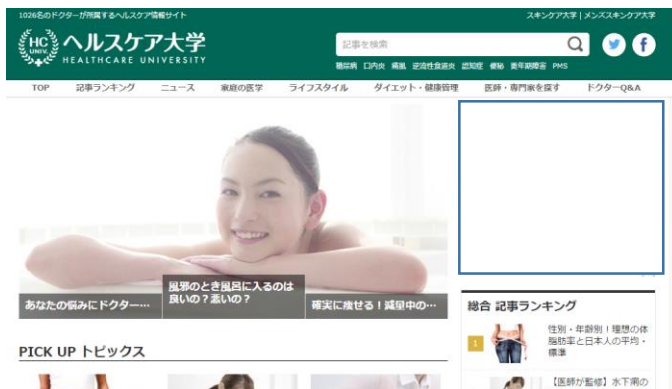 1026名のドクターが所属するヘルスケア情報サイト
スキンケア大学 | メンズスキンケア大学
HC
UNIV.
ヘルスケア大学
HEALTHCARE UNIVERSITY
記事を検索
糖尿病 口内炎 痛風 逆流性食道炎 認知症 便秘 更年期障害 PMS
TOP 記事ランキング ニュース 家庭の医学 ライフスタイル ダイエット・健康管理 医師・専門家を探す ドクターQ&A
あなたの悩みにドクター…
風邪のとき風呂に入るのは
良いの？悪いの？
確実に痩せる！減量中の…
総合 記事ランキング
1
性別・年齢別！理想の体
脂肪率と日本人の平均・
標準
【医師が監修】水下痢の
PICK UP トピックス